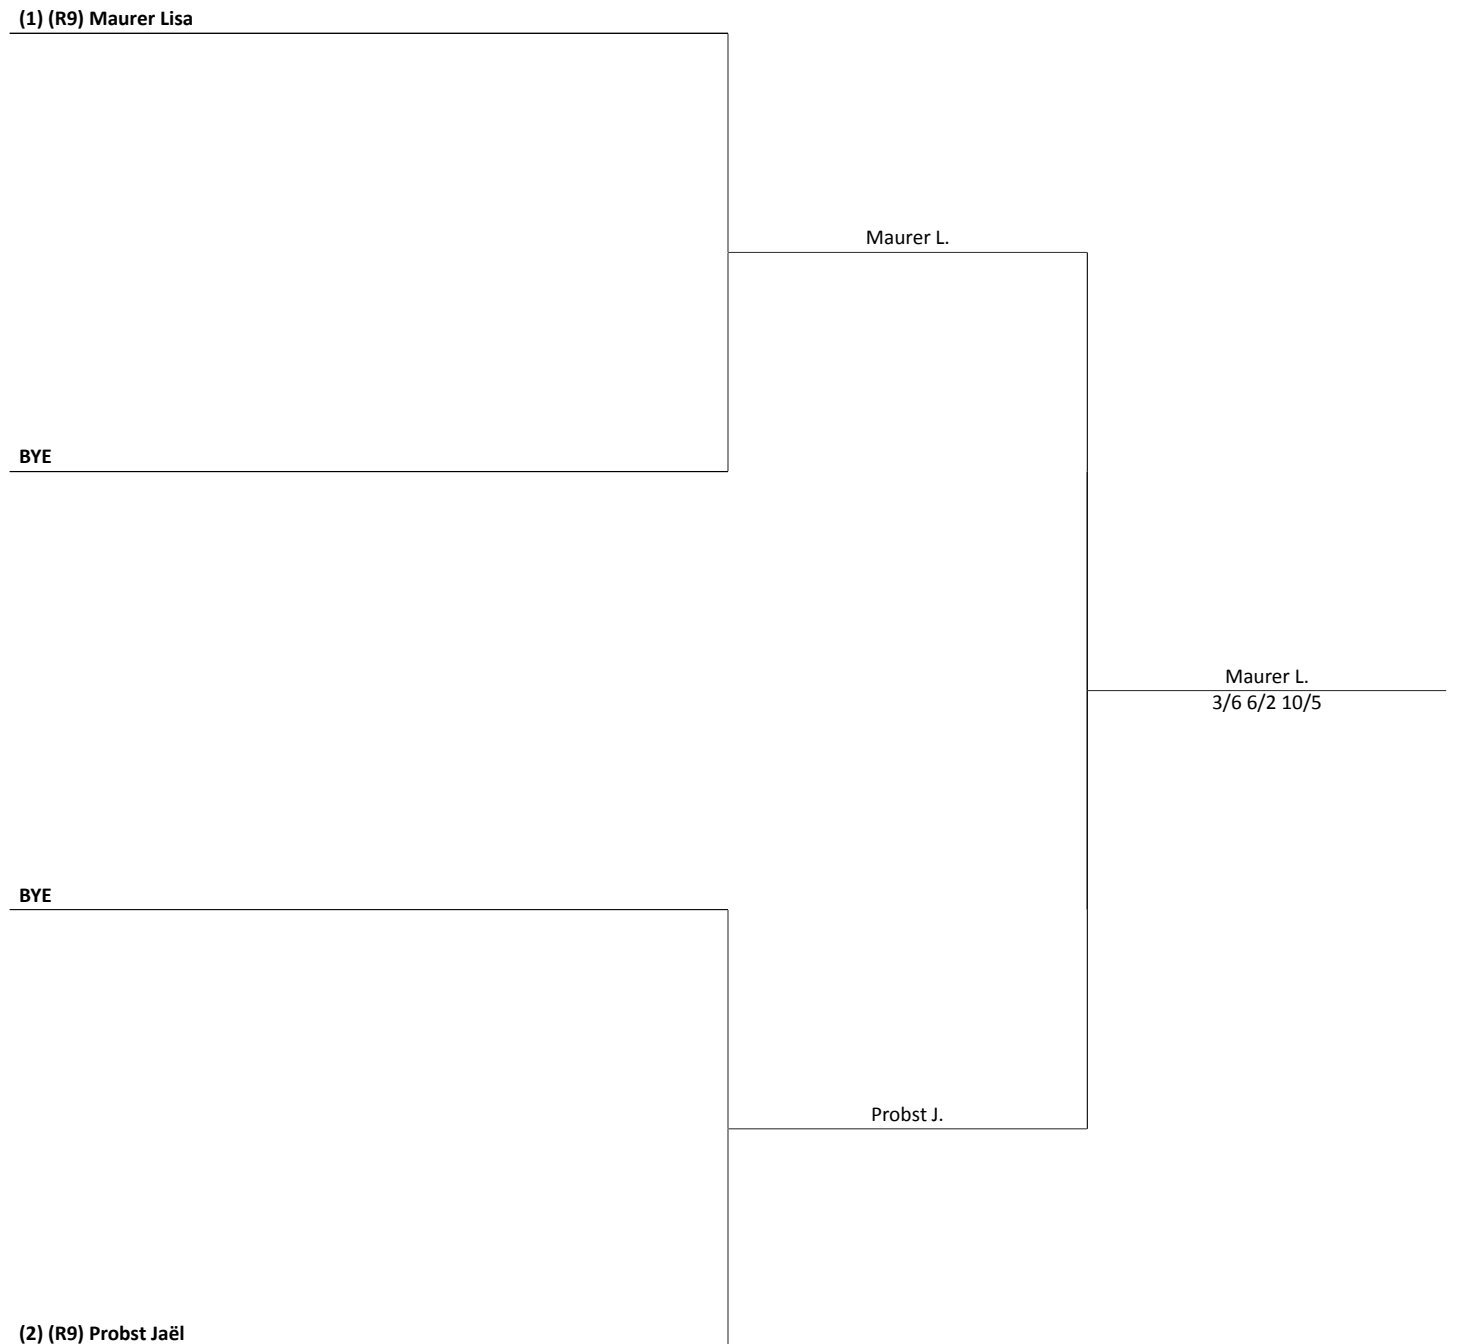 (1) (R9) Maurer Lisa
Maurer L.
BYE
Maurer L.
3/6 6/2 10/5
BYE
Probst J.
(2) (R9) Probst Jaël